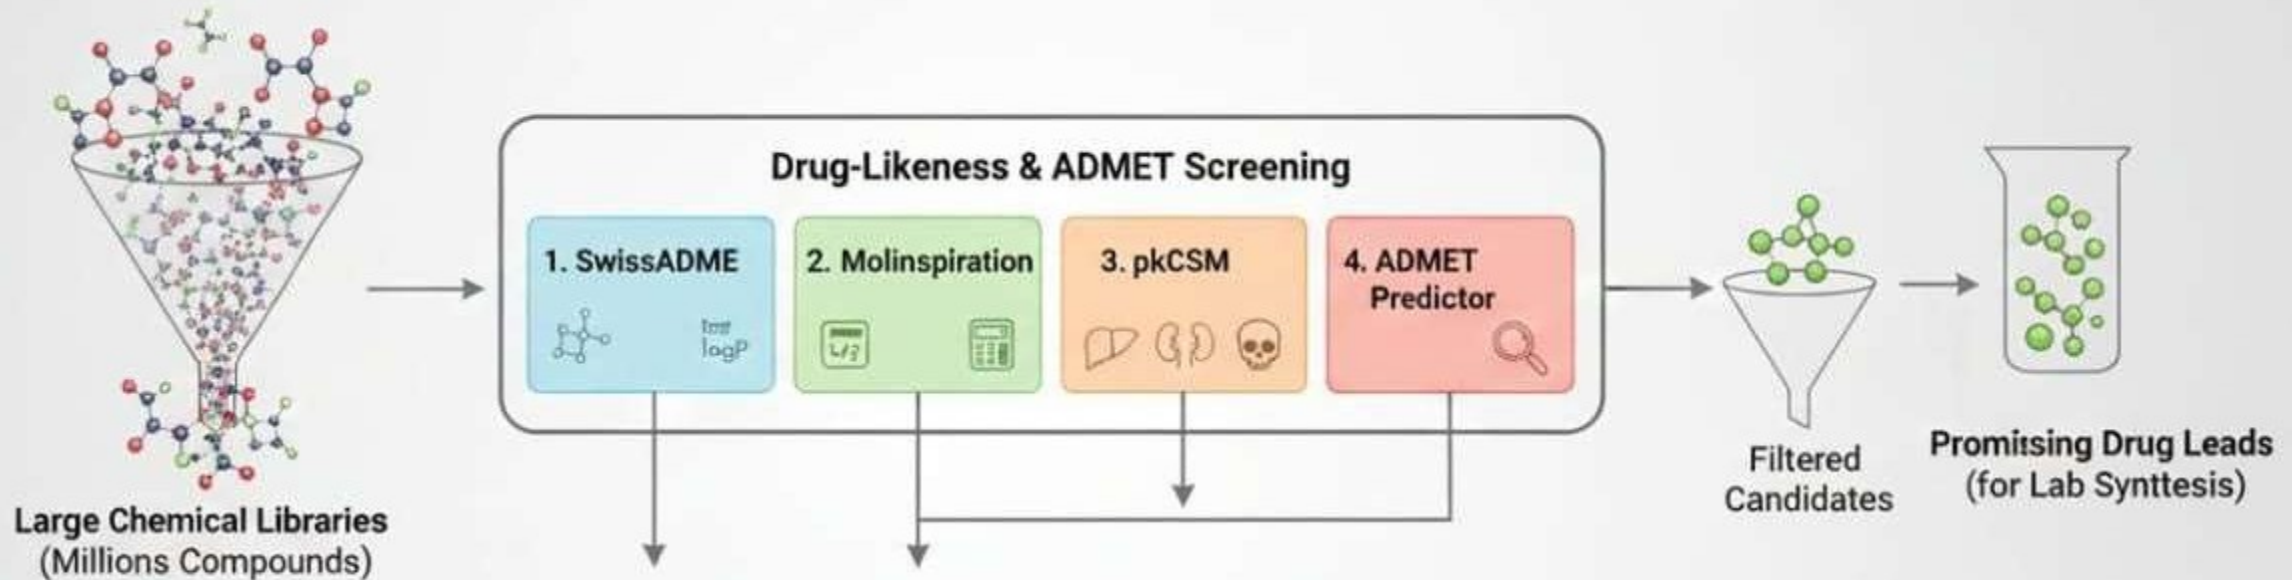 Drug-Likeness & ADMET Screening
1. SwissADME
logP
2. Molinspiration
3. pkCSM
4. ADMET
Predictor
Large Chemical Libraries
(Millions Compounds)
Filtered
Candidates
Promitsing Drug Leads
(for Lab Synttesis)